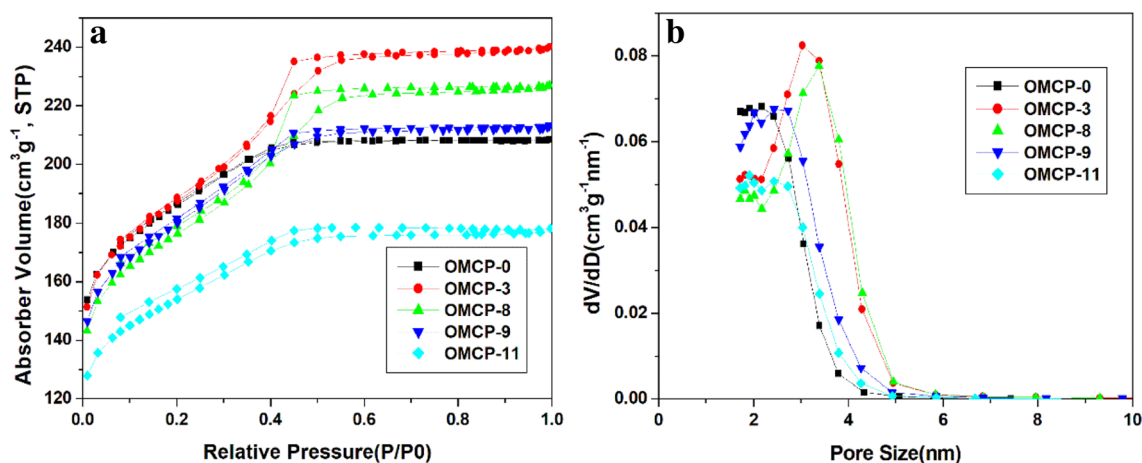 a
Absorber Volume(cm³g⁻¹, STP)
240
220
200
180
160
140
120
0.0
0.2
0.4
0.6
0.8
1.0
Relative Pressure(P/P0)
OMCP-0
OMCP-3
OMCP-8
OMCP-9
OMCP-11
b
dV/dD(cm³g⁻¹nm⁻¹)
0.08
0.06
0.04
0.02
0.00
0
2
4
6
8
10
Pore Size(nm)
OMCP-0
OMCP-3
OMCP-8
OMCP-9
OMCP-11